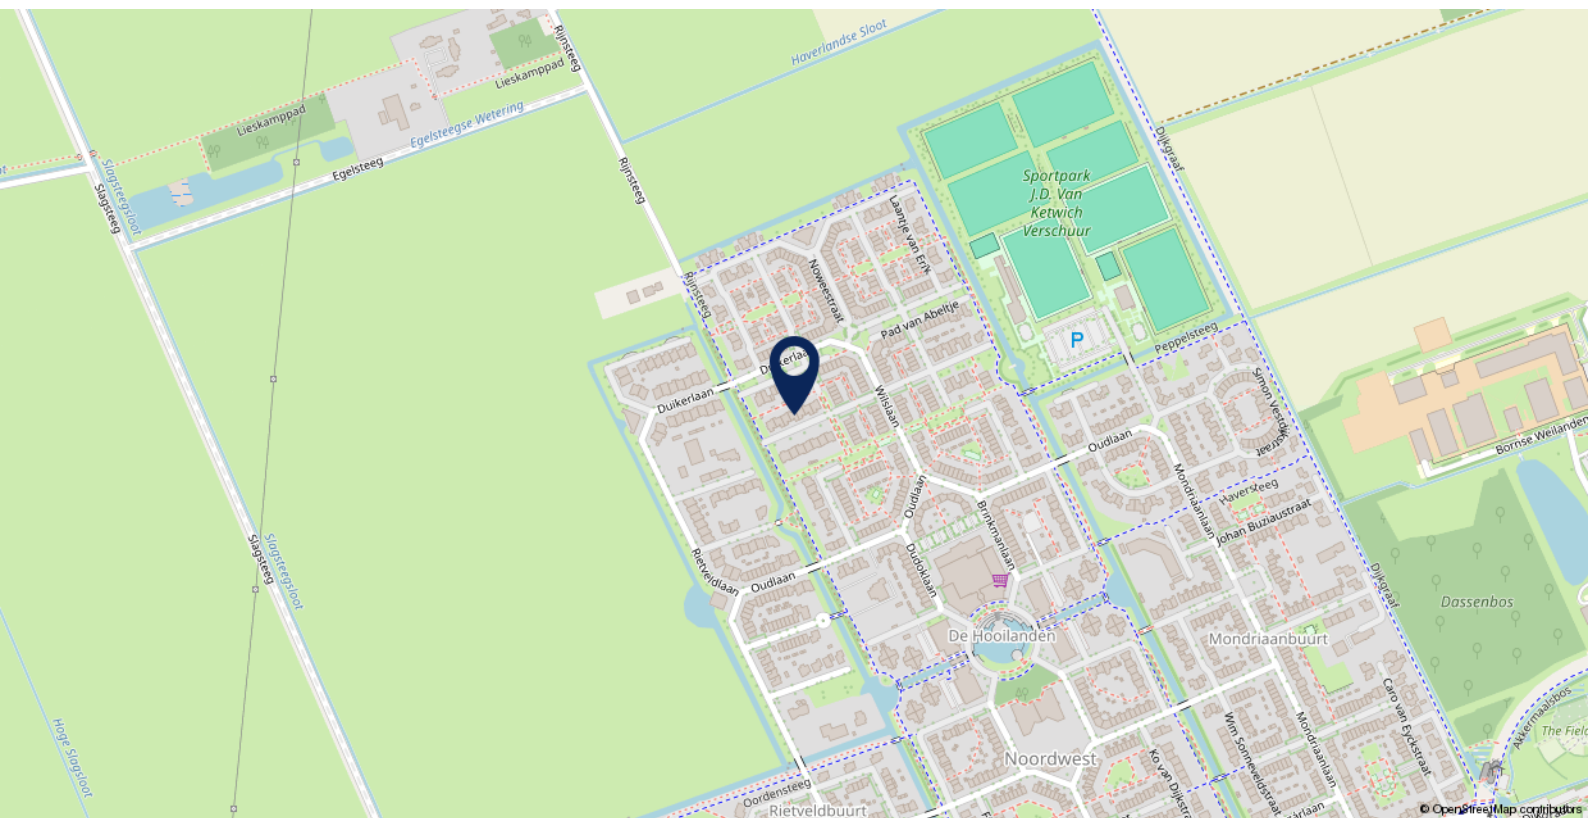 Haverlandse Sloot
Rijnsteeg
Lieskamppad
Lieskamppad
Egelsteegse Wetering
Egelsteeg
Dijkgraaf
Slagsteegsloot
Slagsteeg
Rijnsteeg
Sportpark
J.D. Van
Ketwich
Verschuur
Laantje van Erik
Noweestraat
Rijnsteeg
Pad van Abeltje
Peppelsteeg
P
Duikerlaan
Wilslaan
Simon Vestdijkstraat
Oudlaan
Bornse Weilanden
Mondriaanlaan
Haversteeg
Johan Buziaustraat
Oudlaan
Brinkmanlaan
Slagsteegsloot
Slagsteeg
Rietveldlaan
Oudlaan
Dudoklaan
Dijkgraaf
Dassenbos
De Hooilanden
Mondriaanbuurt
Caro van Eyckstraat
Akkermaalsbos
Hoge Slagsloot
Wim Sonneveldstraat
Mondriaanlaan
The Field
Noordwest
Ko van Dijkstr
Oordensteeg
Rietveldbuurt
© OpenStreetMap contributors